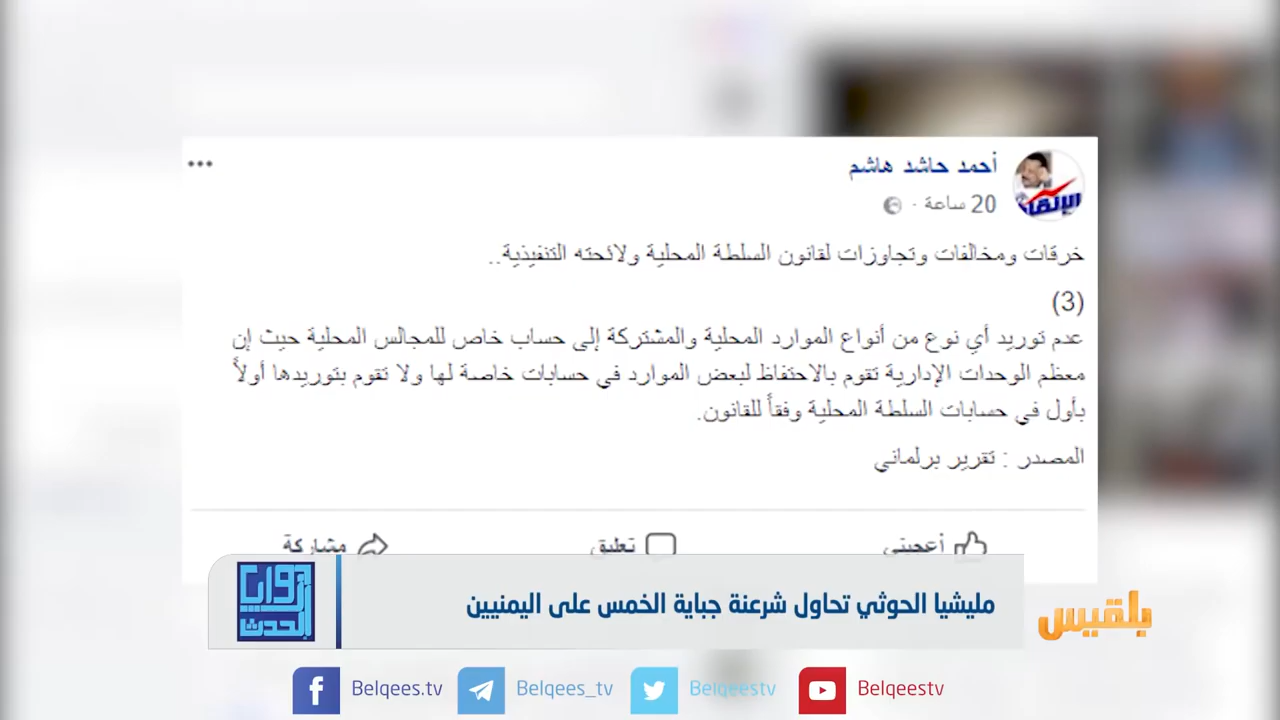 أحمد حاشد هاشم
20 ساعة ·
خرقات ومخالفات وتجاوزات لقانون السلطة المحلية ولائحته التنفيذية..
(3)
عدم توريد أي نوع من أنواع الموارد المحلية والمشتركة إلى حساب خاص للمجالس المحلية حيث إن
معظم الوحدات الإدارية تقوم بالاحتفاظ لبعض الموارد في حسابات خاصة لها ولا تقوم بتوريدها أولاً
بأول في حسابات السلطة المحلية وفقاً للقانون.
المصدر : تقرير برلماني
أعجبني تعليق مشاركة
مليشيا الحوثي تحاول شرعنة جباية الخمس على اليمنيين
أبواب الحدث
بلقيس
Belqees.tv Belqees_tv Belqeestv Belqeestv